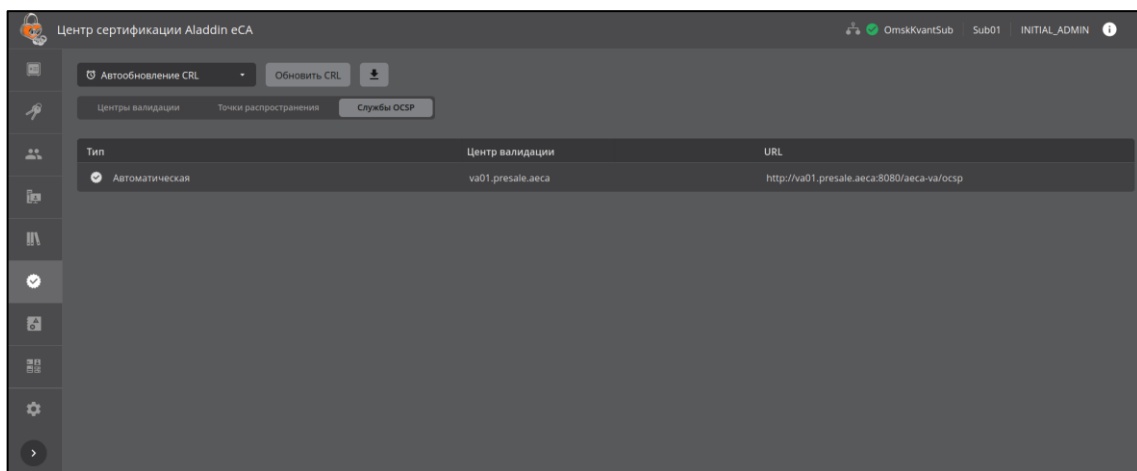 Центр сертификации Aladdin eCA OmskKvantSub Sub01 INITIAL_ADMIN
Автообновление CRL Обновить CRL
Центры валидации Точки распространения Службы OCSP
Тип Центр валидации URL
Автоматическая va01.presale.aeca http://va01.presale.aeca:8080/aeca-va/ocsp